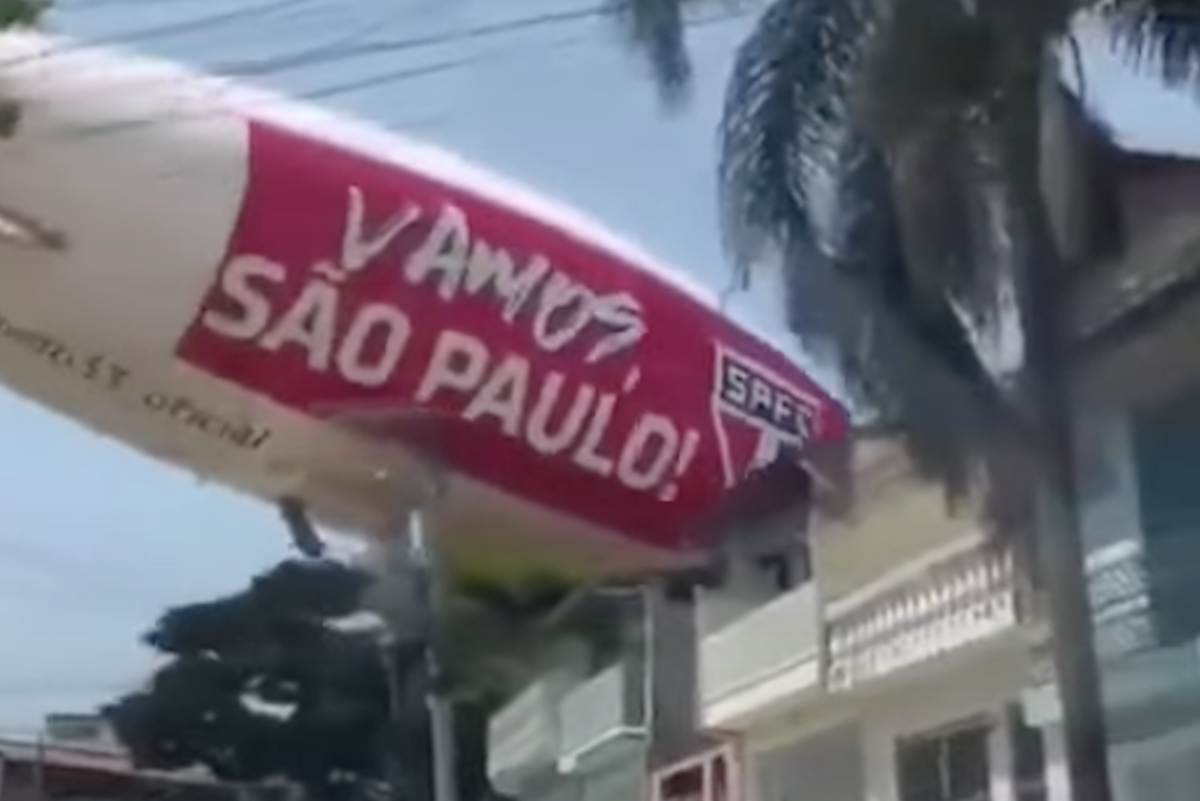 VAMOS,
SÃO PAULO!
SPFC
oficial